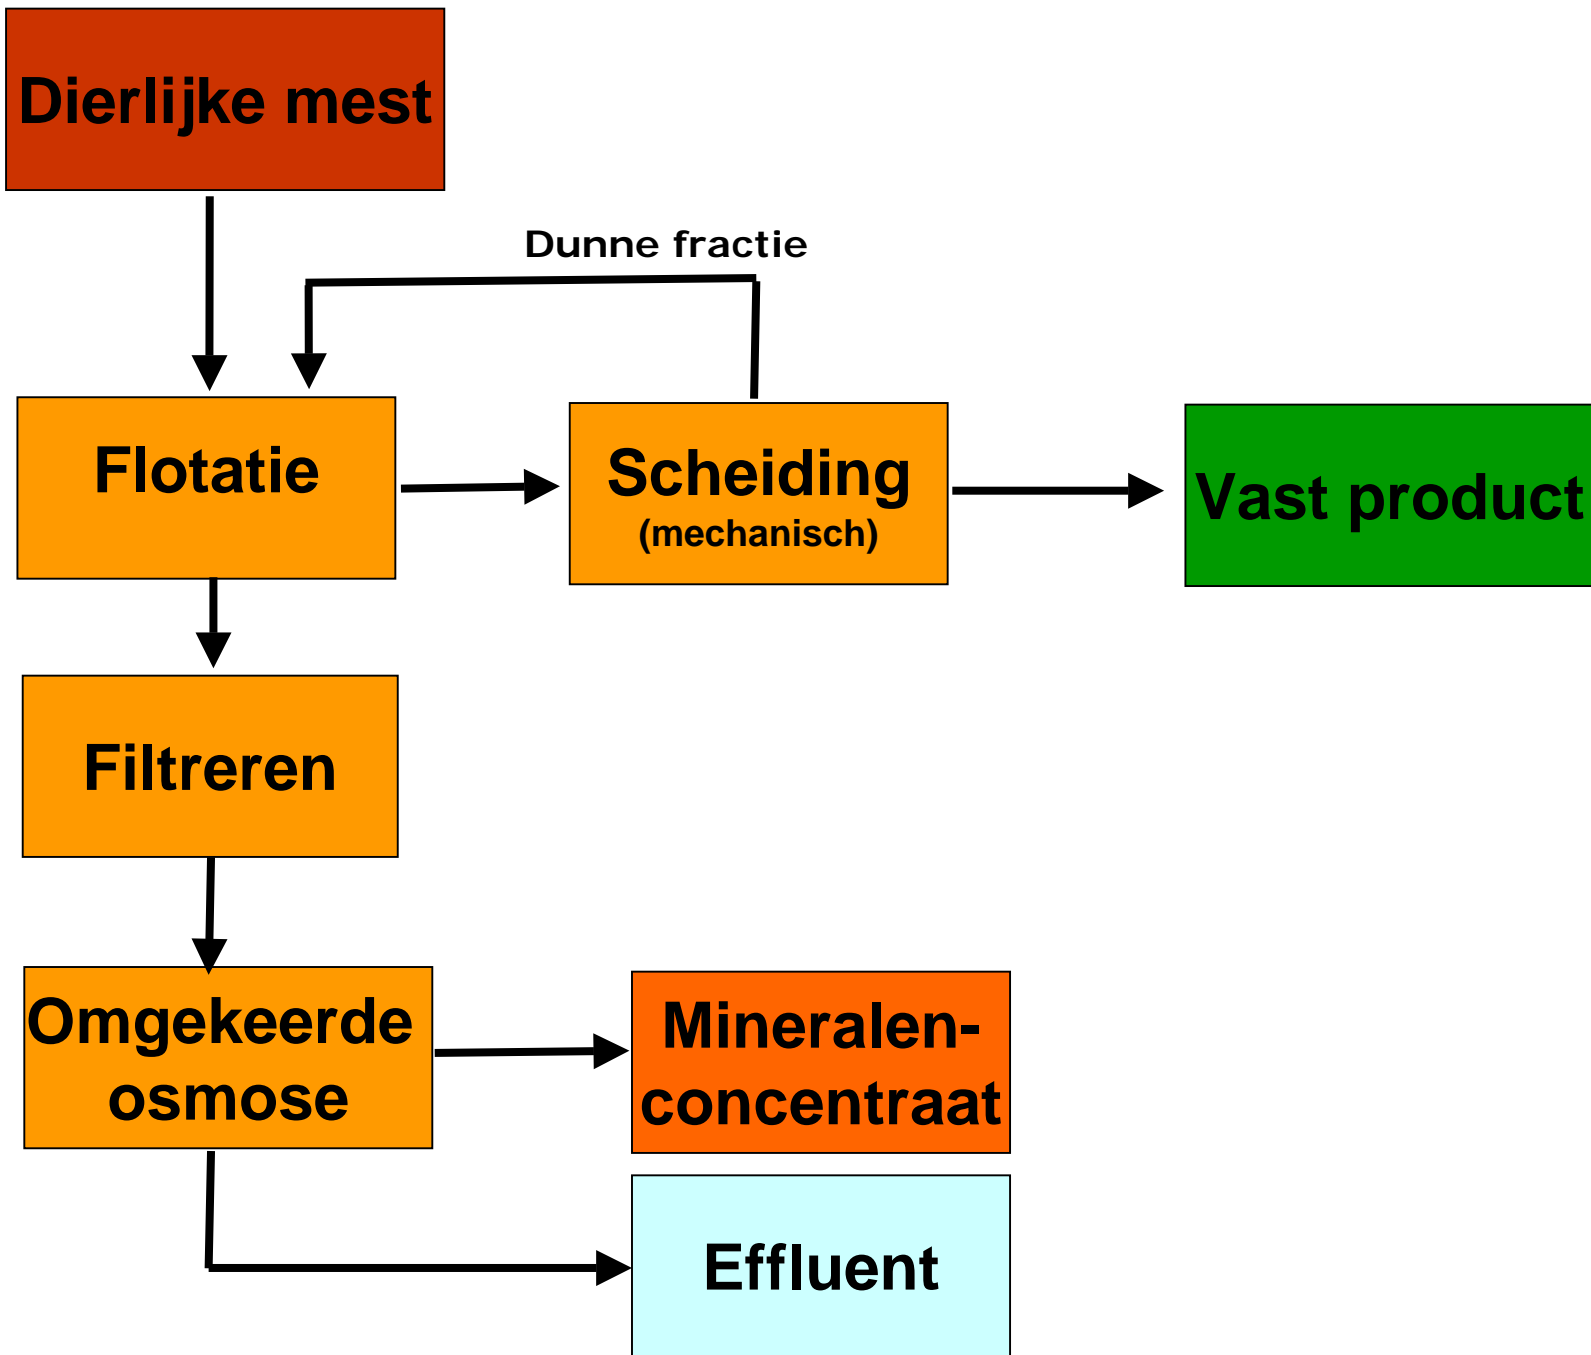 Dierlijke mest
Dunne fractie
Flotatie
Scheiding
(mechanisch)
Vast product
Filtreren
Omgekeerde
osmose
Mineralen-
concentraat
Effluent